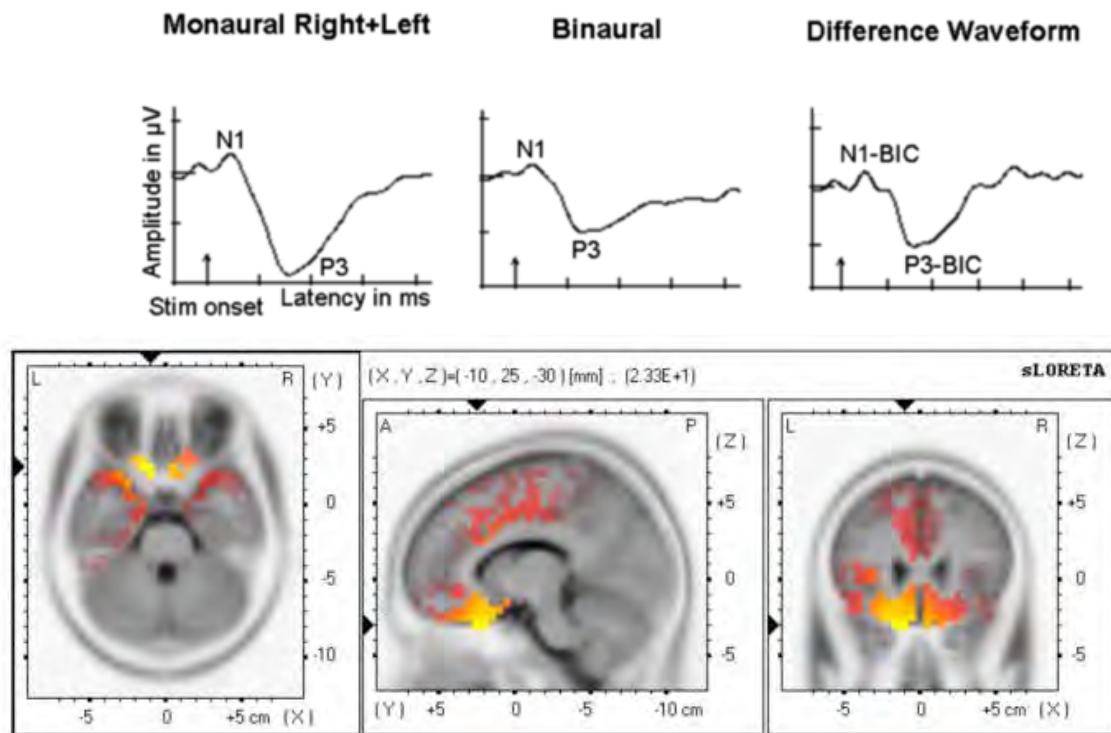 Monaural Right+Left
Binaural
Difference Waveform
Amplitude in µV
N1
P3
Stim onset
Latency in ms
N1
P3
N1-BIC
P3-BIC
L R (Y)
+5
0
-5
-10
-5 0 +5 cm (X)
(X , Y , Z)=( -10 , 25 , -30 ) [mm] ; (2.33E+1)
sLORETA
A P (Z)
+5
0
-5
(Y) +5 0 -5 -10 cm
L R (Z)
+5
0
-5
-5 0 +5 cm (X)